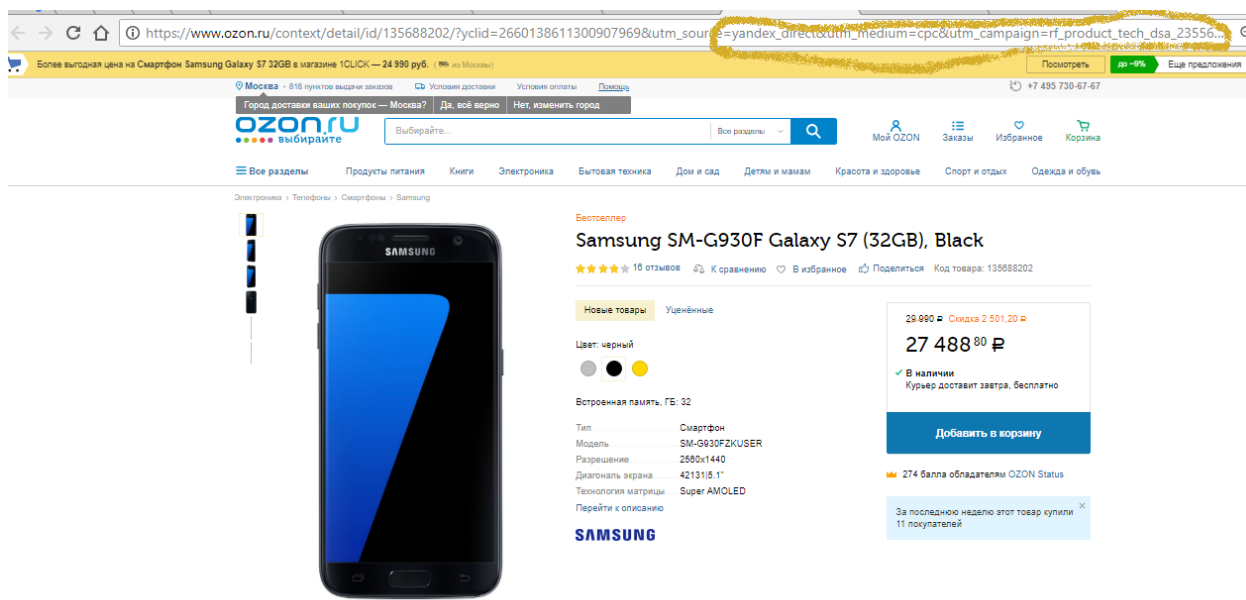 https://www.ozon.ru/context/detail/id/135688202/?yclid=2660138611300907969&utm_source=yandex_direct&utm_medium=cpc&utm_campaign=rf_product_tech_dsa_23556...
Более выгодная цена на Смартфон Samsung Galaxy S7 32GB в магазине 1CLICK — 24 990 руб. ( из Москвы)
Посмотреть
до -9%
Еще предложения
Москва - 618 пунктов выдачи заказов
Условия доставки
Условия оплаты
Помощь
+7 495 730-67-67
Город доставки ваших покупок — Москва?
Да, всё верно
Нет, изменить город
ozon.ru
выбирайте
Выбирайте...
Все разделы
Мой OZON
Заказы
Избранное
Корзина
Все разделы
Продукты питания
Книги
Электроника
Бытовая техника
Дом и сад
Детям и мамам
Красота и здоровье
Спорт и отдых
Одежда и обувь
Электроника › Телефоны › Смартфоны › Samsung
SAMSUNG
Бестселлер
Samsung SM-G930F Galaxy S7 (32GB), Black
16 отзывов
К сравнению
В избранное
Поделиться
Код товара: 135688202
Новые товары
Уценённые
Цвет: черный
Встроенная память, ГБ: 32
Тип Смартфон
Модель SM-G930FZKUSER
Разрешение 2560x1440
Диагональ экрана 42131|5.1"
Технология матрицы Super AMOLED
Перейти к описанию
SAMSUNG
29 990 ₽ Скидка 2 501,20 ₽
27 488 80 ₽
В наличии
Курьер доставит завтра, бесплатно
Добавить в корзину
274 балла обладателям OZON Status
За последнюю неделю этот товар купили
11 покупателей